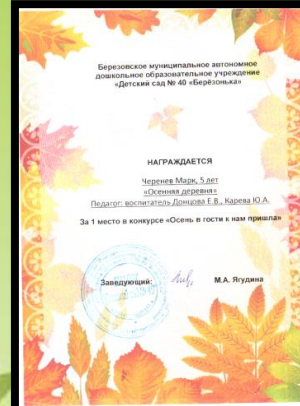 Березовское муниципальное автономное
дошкольное образовательное учреждение
«Детский сад № 40 «Берёзонька»
НАГРАЖДАЕТСЯ
Черенев Марк, 5 лет
«Осенняя деревня»
Педагог: воспитатель Донцова Е.В., Карева Ю.А.
За 1 место в конкурсе «Осень в гости к нам пришла»
Заведующий: М.А. Ягудина